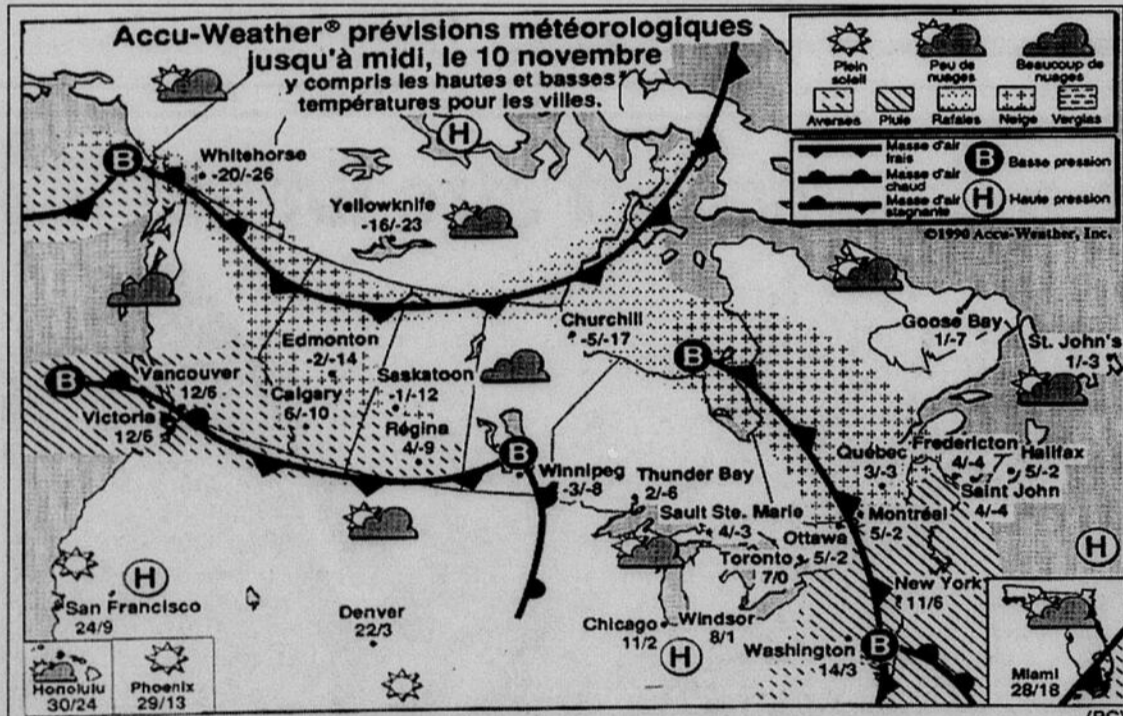 Accu-Weather® prévisions météorologiques
jusqu'à midi, le 10 novembre
y compris les hautes et basses
températures pour les villes.
Plein soleil
Peu de nuages
Beaucoup de nuages
Averses
Pluie
Rafales
Neige
Verglas
Masse d'air frais
Masse d'air chaud
Masse d'air stagnante
B Basse pression
H Haute pression
©1990 Accu-Weather, Inc.
H
B
Whitehorse
-20/-26
Yellowknife
-16/-23
Churchill
-5/-17
Goose Bay
1/-7
St. John's
1/-3
Edmonton
-2/-14
Saskatoon
-1/-12
B
B
Vancouver
12/6
Calgary
6/-10
Victoria
12/6
Régina
4/-9
B
Winnipeg
-3/-8
Thunder Bay
2/-6
Sault Ste. Marie
4/-3
Québec
3/-3
Fredericton
4/-4
Halifax
5/-2
Saint John
4/-4
Montréal
5/-2
Ottawa
5/-2
Toronto
7/0
H
H
San Francisco
24/9
Denver
22/3
Chicago
11/2
Windsor
8/1
H
New York
11/6
Washington
14/3
B
Honolulu
30/24
Phoenix
29/13
Miami
28/18